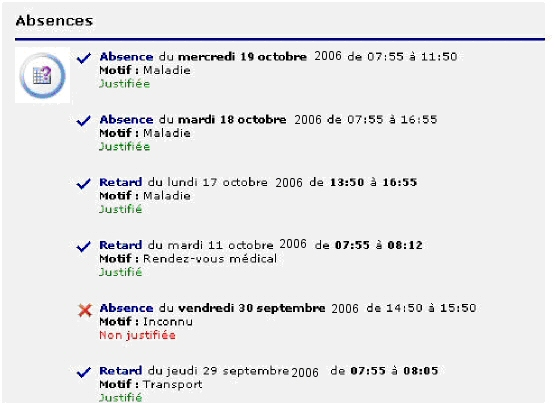 Absences
Absence du mercredi 19 octobre 2006 de 07:55 à 11:50
Motif : Maladie
Justifiée
Absence du mardi 18 octobre 2006 de 07:55 à 16:55
Motif : Maladie
Justifiée
Retard du lundi 17 octobre 2006 de 13:50 à 16:55
Motif : Maladie
Justifié
Retard du mardi 11 octobre 2006 de 07:55 à 08:12
Motif : Rendez-vous médical
Justifié
Absence du vendredi 30 septembre 2006 de 14:50 à 15:50
Motif : Inconnu
Non justifiée
Retard du jeudi 29 septembre 2006 de 07:55 à 08:05
Motif : Transport
Justifié